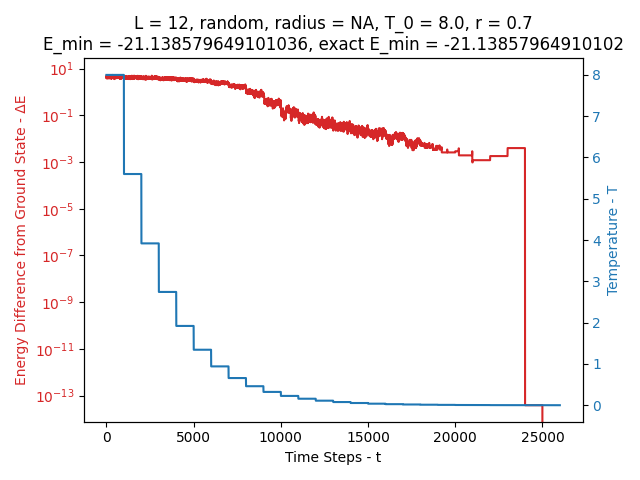 L = 12, random, radius = NA, T_0 = 8.0, r = 0.7
E_min = -21.138579649101036, exact E_min = -21.13857964910102
Energy Difference from Ground State - ΔE
10¹
10⁻¹
10⁻³
10⁻⁵
10⁻⁷
10⁻⁹
10⁻¹¹
10⁻¹³
8
7
6
5
4
3
2
1
0
Temperature - T
0 5000 10000 15000 20000 25000
Time Steps - t